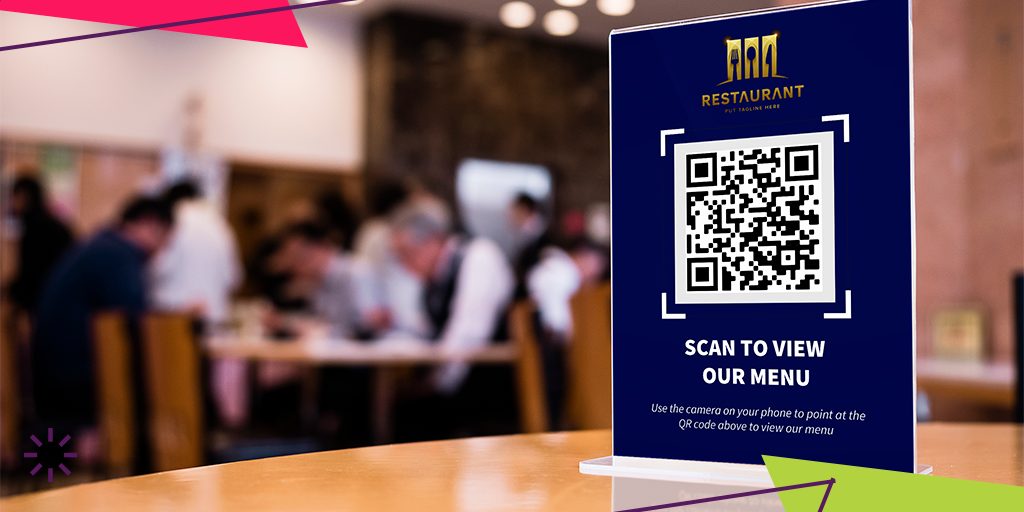 RESTAURANT
PUT TAGLINE HERE
SCAN TO VIEW
OUR MENU
Use the camera on your phone to point at the
QR code above to view our menu